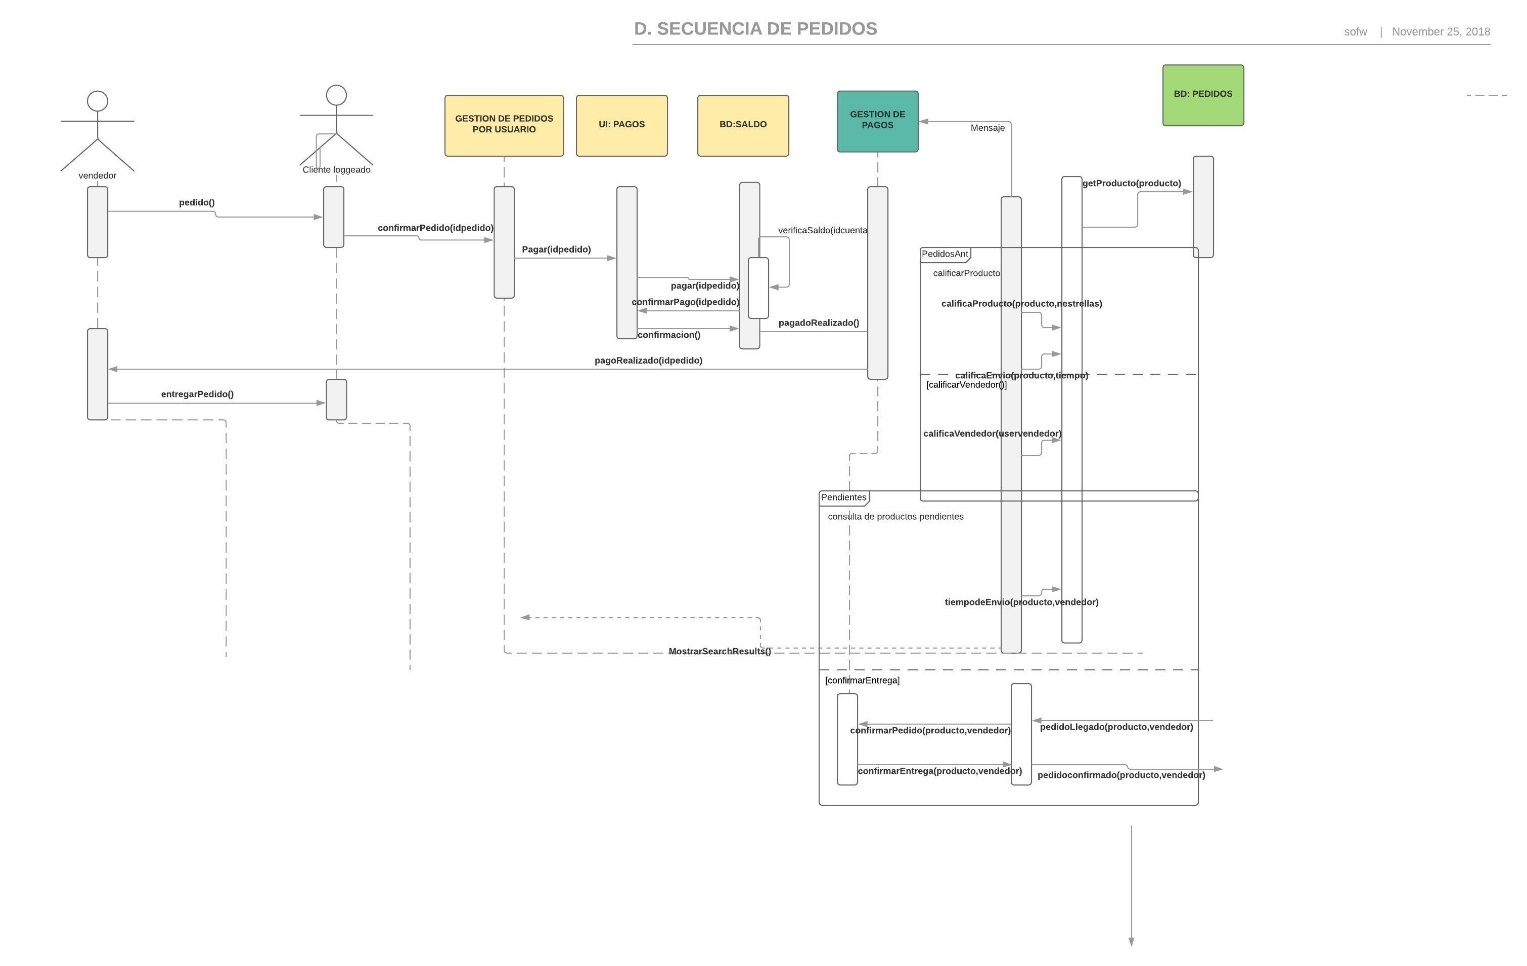 D. SECUENCIA DE PEDIDOS
sofw | November 25, 2018
BD: PEDIDOS
GESTION DE PEDIDOS
POR USUARIO
UI: PAGOS
BD:SALDO
GESTION DE
PAGOS
Mensaje
vendedor
Cliente loggeado
getProducto(producto)
pedido()
confirmarPedido(idpedido)
verificaSaldo(idcuenta
Pagar(idpedido)
PedidosAnt
calificarProducto
pagar(idpedido)
confirmarPago(idpedido)
calificaProducto(producto,nestrellas)
pagadoRealizado()
confirmacion()
pagoRealizado(idpedido)
calificaEnvio(producto,tiempo)
[calificarVendedor()]
entregarPedido()
calificaVendedor(uservendedor)
Pendientes
consulta de productos pendientes
tiempodeEnvio(producto,vendedor)
MostrarSearchResults()
[confirmarEntrega]
pedidoLlegado(producto,vendedor)
confirmarPedido(producto,vendedor)
confirmarEntrega(producto,vendedor)
pedidoconfirmado(producto,vendedor)